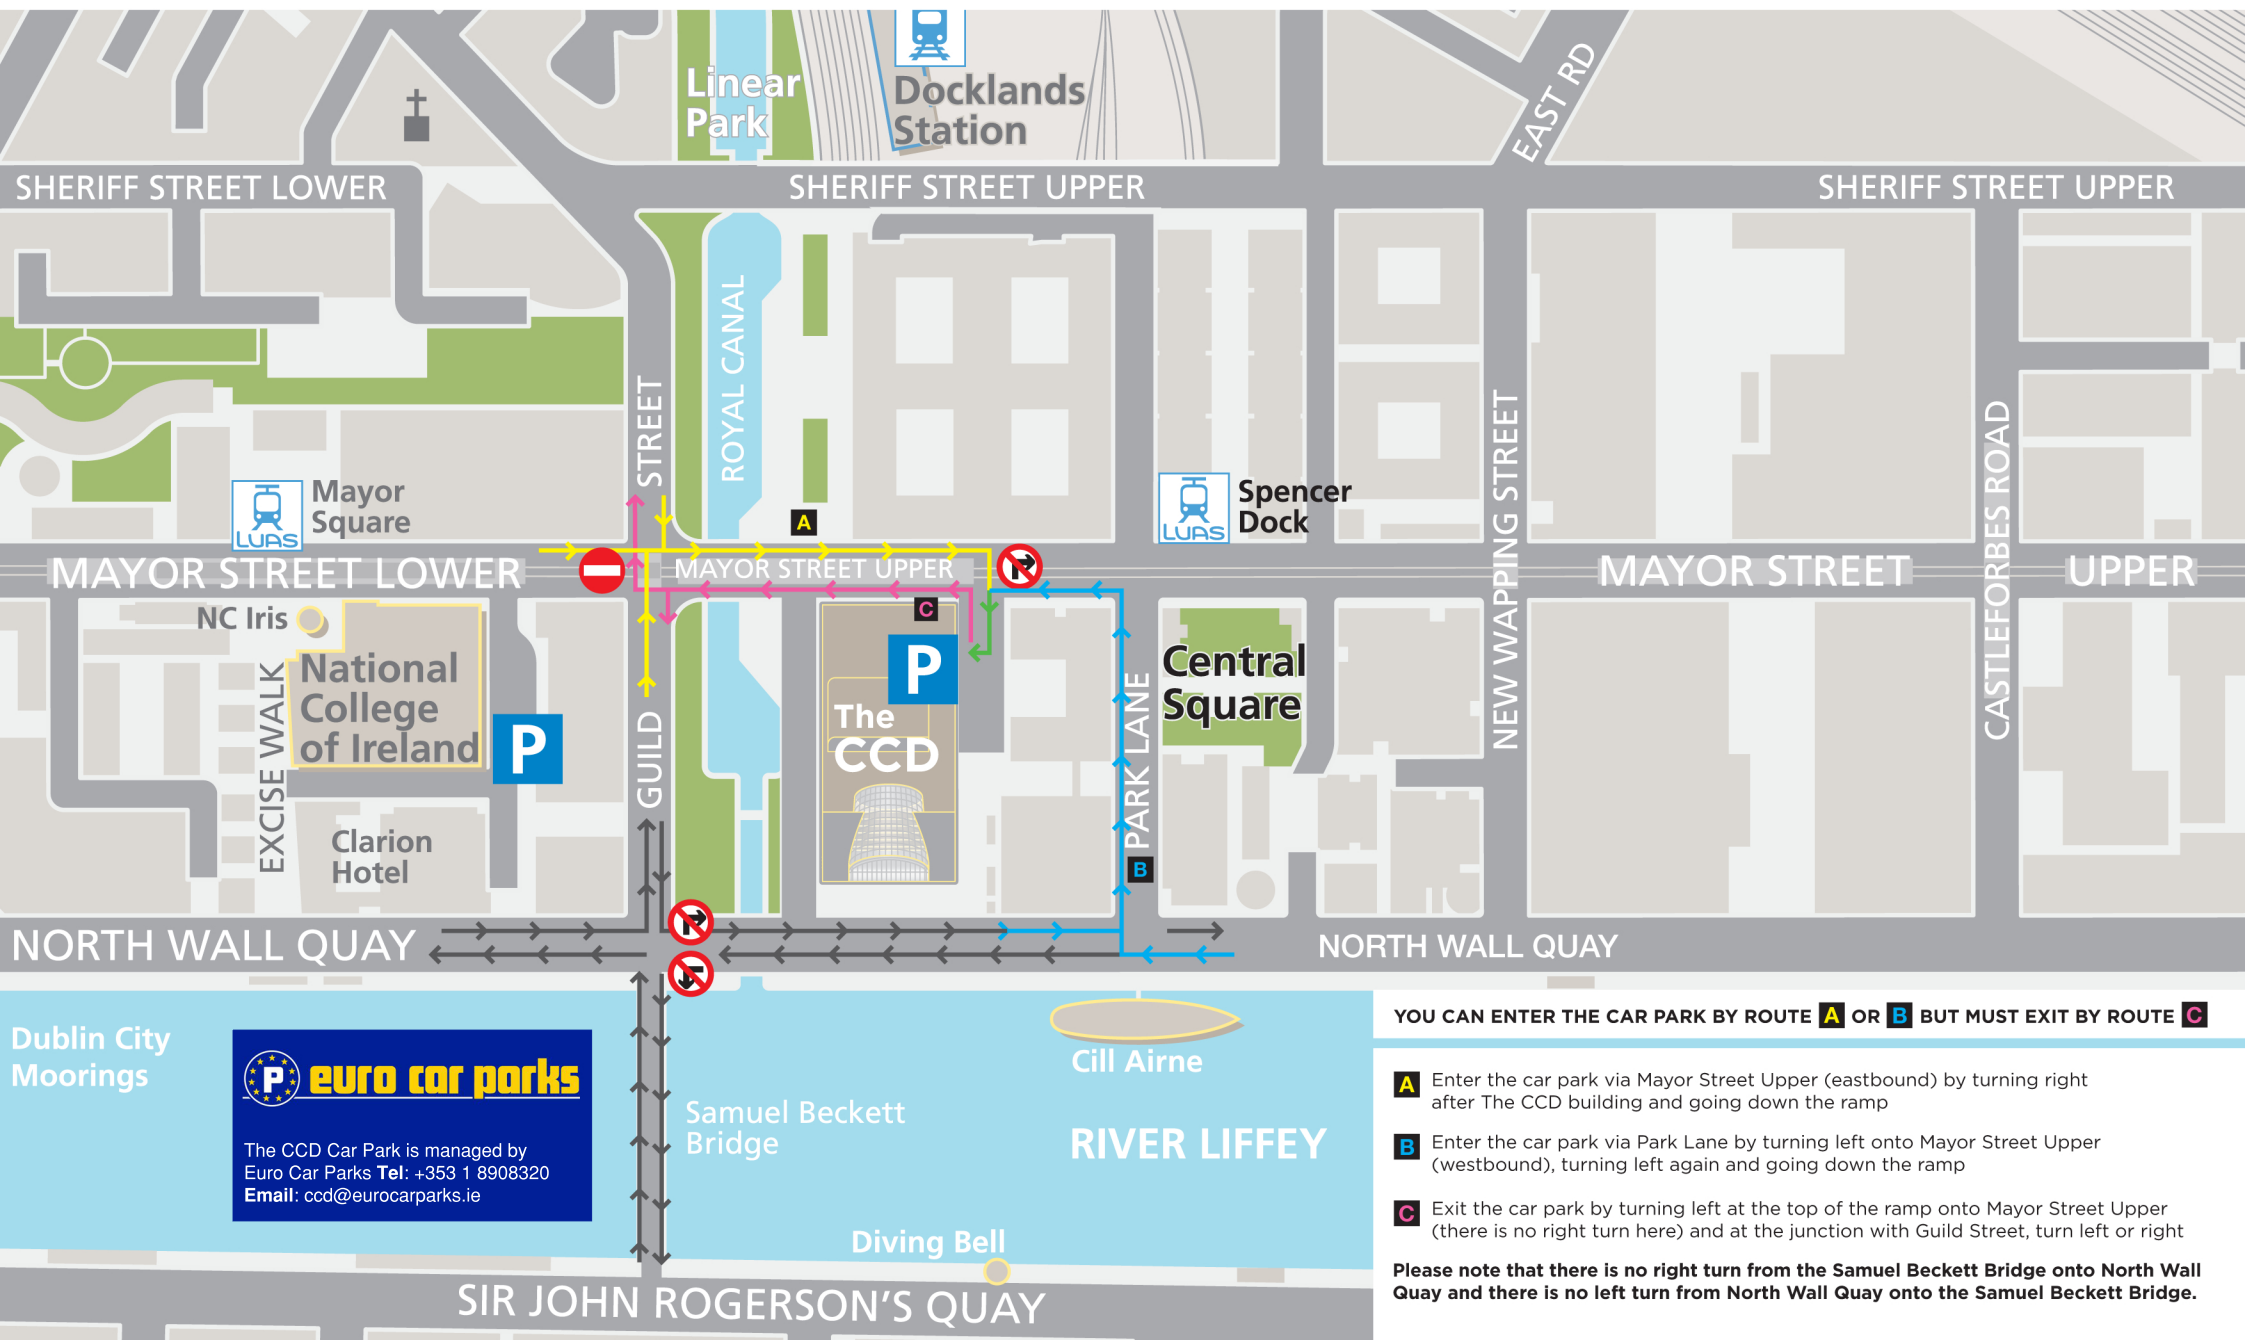 Linear
Park
Docklands
Station
EAST RD
SHERIFF STREET LOWER
SHERIFF STREET UPPER
SHERIFF STREET UPPER
ROYAL CANAL
STREET
GUILD
NEW WAPPING STREET
CASTLEFORBES ROAD
LUAS
Mayor
Square
A
LUAS
Spencer
Dock
MAYOR STREET LOWER
MAYOR STREET UPPER
MAYOR STREET
UPPER
NC Iris
C
P
National
College
of Ireland
EXCISE WALK
P
The
CCD
Central
Square
PARK LANE
B
Clarion
Hotel
NORTH WALL QUAY
NORTH WALL QUAY
Dublin City
Moorings
P
euro car parks
The CCD Car Park is managed by
Euro Car Parks Tel: +353 1 8908320
Email: ccd@eurocarparks.ie
Samuel Beckett
Bridge
Cill Airne
RIVER LIFFEY
Diving Bell
SIR JOHN ROGERSON'S QUAY
YOU CAN ENTER THE CAR PARK BY ROUTE A OR B BUT MUST EXIT BY ROUTE C
A Enter the car park via Mayor Street Upper (eastbound) by turning right
after The CCD building and going down the ramp
B Enter the car park via Park Lane by turning left onto Mayor Street Upper
(westbound), turning left again and going down the ramp
C Exit the car park by turning left at the top of the ramp onto Mayor Street Upper
(there is no right turn here) and at the junction with Guild Street, turn left or right
Please note that there is no right turn from the Samuel Beckett Bridge onto North Wall
Quay and there is no left turn from North Wall Quay onto the Samuel Beckett Bridge.